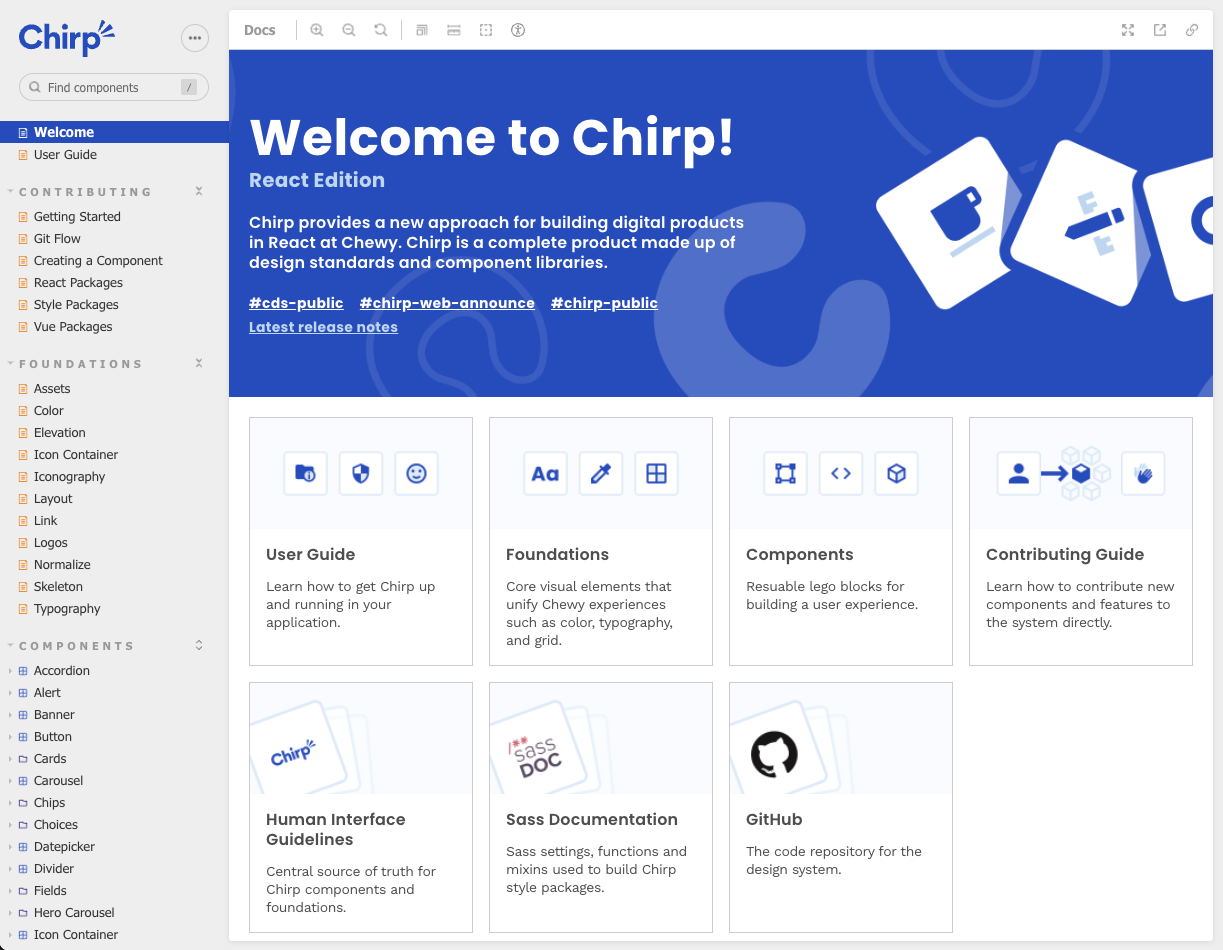 Chirp
Find components
/
Welcome
User Guide
CONTRIBUTING
Getting Started
Git Flow
Creating a Component
React Packages
Style Packages
Vue Packages
FOUNDATIONS
Assets
Color
Elevation
Icon Container
Iconography
Layout
Link
Logos
Normalize
Skeleton
Typography
COMPONENTS
Accordion
Alert
Banner
Button
Cards
Carousel
Chips
Choices
Datepicker
Divider
Fields
Hero Carousel
Icon Container
Docs
Welcome to Chirp!
React Edition
Chirp provides a new approach for building digital products
in React at Chewy. Chirp is a complete product made up of
design standards and component libraries.
#cds-public #chirp-web-announce #chirp-public
Latest release notes
User Guide
Learn how to get Chirp up
and running in your
application.
Aa
Foundations
Core visual elements that
unify Chewy experiences
such as color, typography,
and grid.
Components
Resuable lego blocks for
building a user experience.
Contributing Guide
Learn how to contribute new
components and features to
the system directly.
Chirp
Human Interface
Guidelines
Central source of truth for
Chirp components and
foundations.
/**
sass
DOC
Sass Documentation
Sass settings, functions and
mixins used to build Chirp
style packages.
GitHub
The code repository for the
design system.